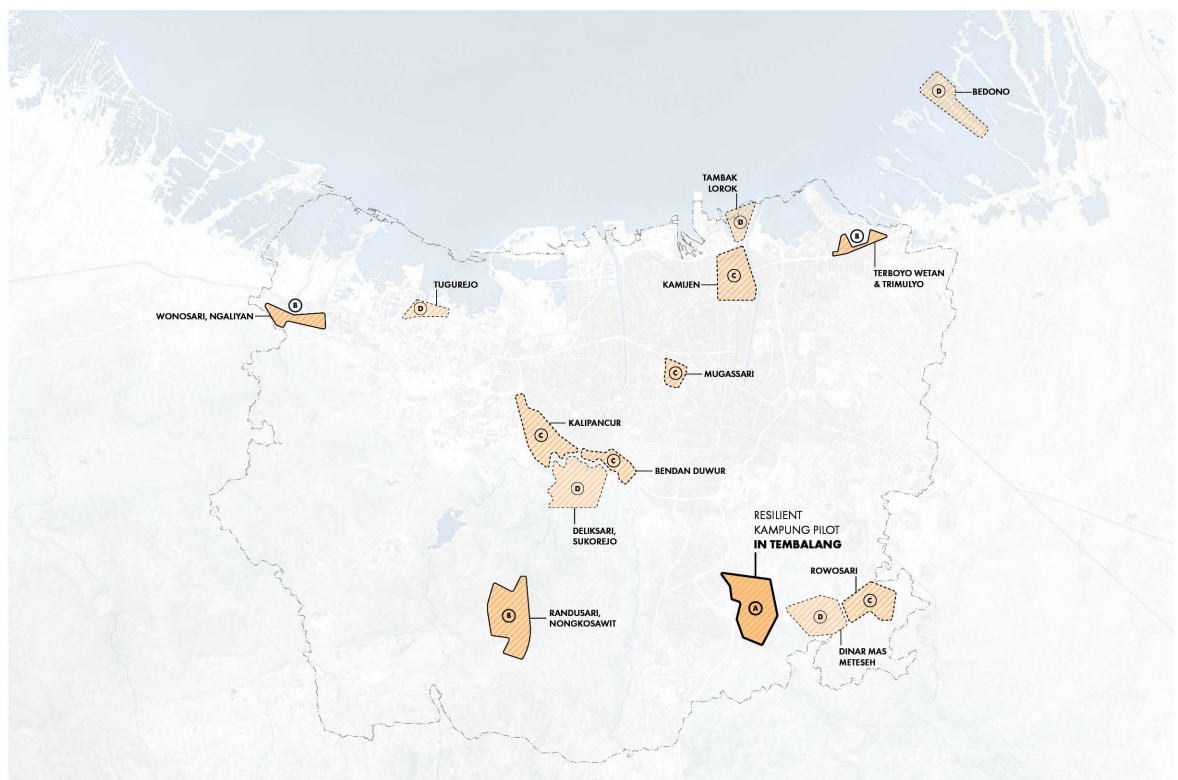 D
BEDONO
TAMBAK
LOROK
D
B
TERBOYO WETAN
& TRIMULYO
KAMIJEN
C
TUGUREJO
D
B
WONOSARI, NGALIYAN
C
MUGASSARI
KALIPANCUR
C
C
BENDAN DUWUR
D
DELIKSARI,
SUKOREJO
RESILIENT
KAMPUNG PILOT
IN TEMBALANG
A
ROWOSARI
C
D
DINAR MAS
METESEH
B
RANDUSARI,
NONGKOSAWIT